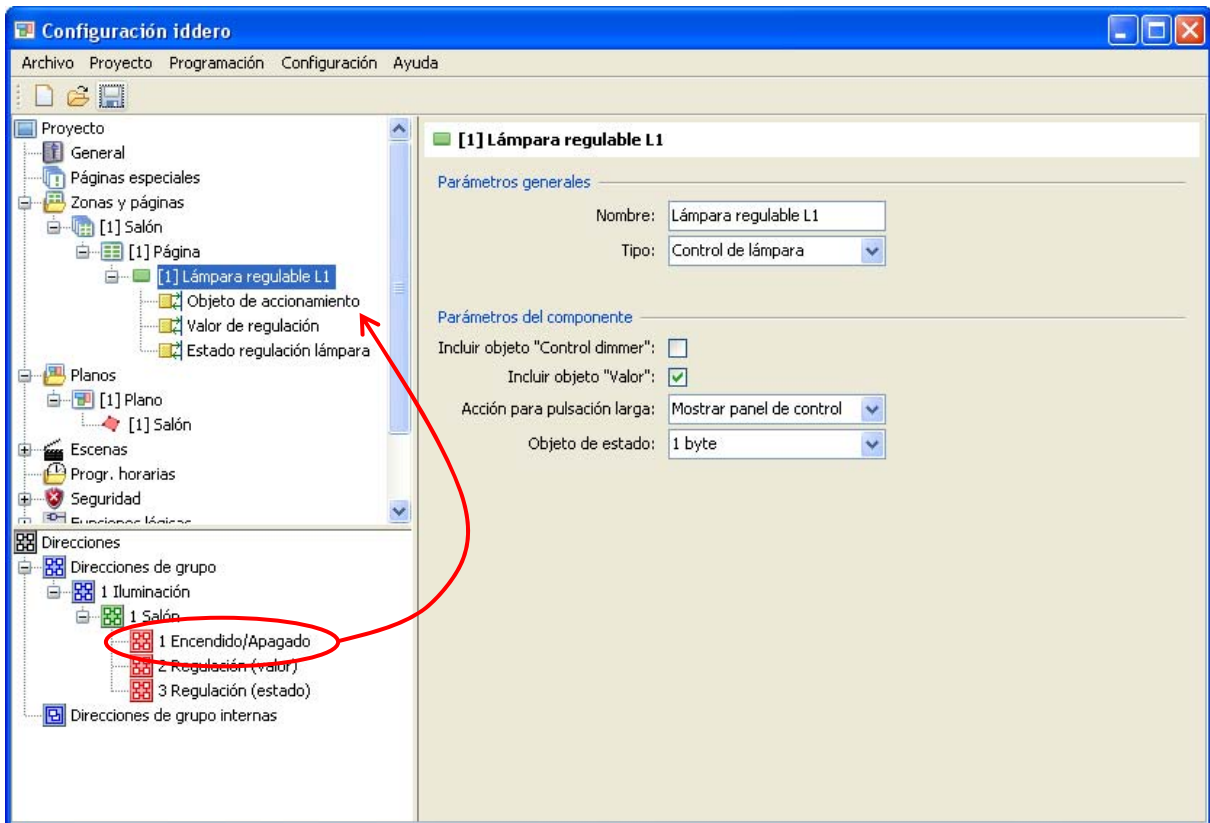 Configuración iddero
Archivo Proyecto Programación Configuración Ayuda
Proyecto
General
Páginas especiales
Zonas y páginas
[1] Salón
[1] Página
[1] Lámpara regulable L1
Objeto de accionamiento
Valor de regulación
Estado regulación lámpara
Planos
[1] Plano
[1] Salón
Escenas
Progr. horarias
Seguridad
Funciones lógicas
Direcciones
Direcciones de grupo
1 Iluminación
1 Salón
1 Encendido/Apagado
2 Regulación (valor)
3 Regulación (estado)
Direcciones de grupo internas
[1] Lámpara regulable L1
Parámetros generales
Nombre: Lámpara regulable L1
Tipo: Control de lámpara
Parámetros del componente
Incluir objeto "Control dimmer":
Incluir objeto "Valor":
Acción para pulsación larga: Mostrar panel de control
Objeto de estado: 1 byte